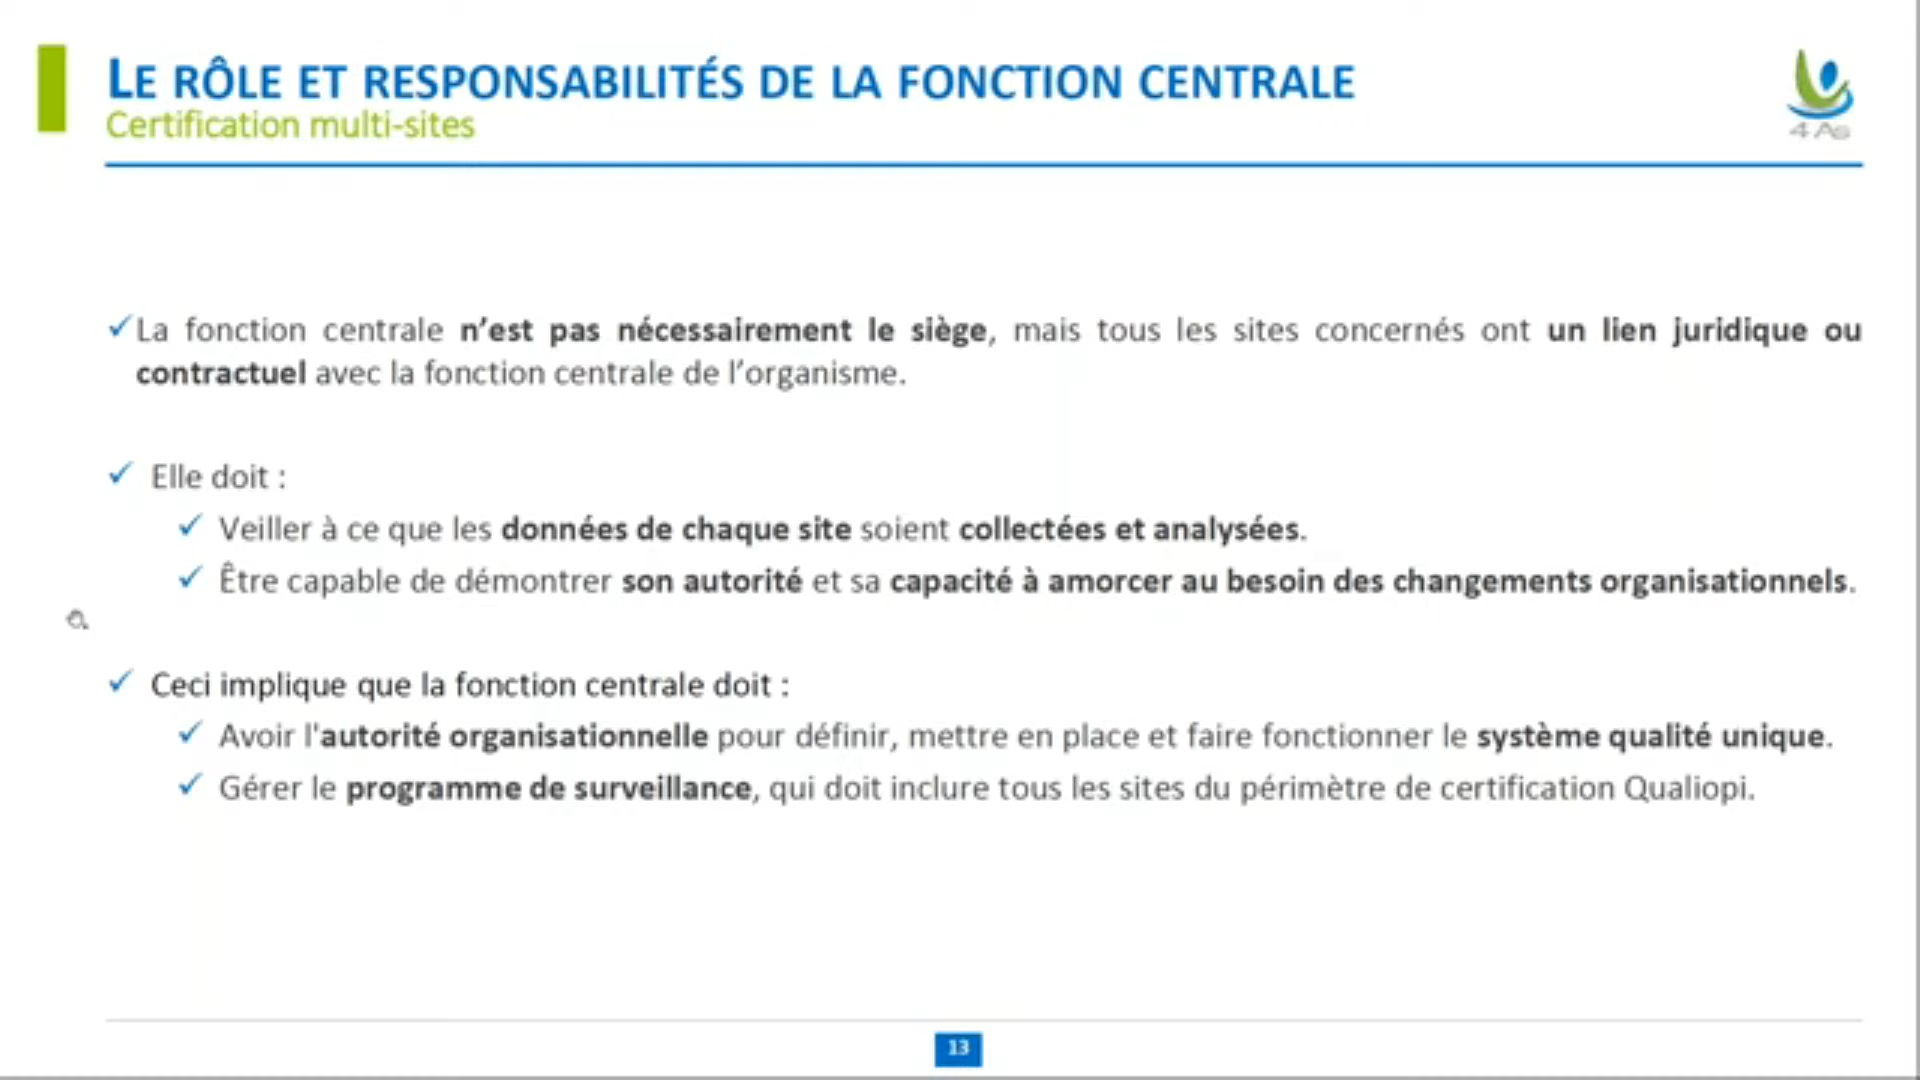 LE RÔLE ET RESPONSABILITÉS DE LA FONCTION CENTRALE
Certification multi-sites
4 As
✓La fonction centrale n’est pas nécessairement le siège, mais tous les sites concernés ont un lien juridique ou
contractuel avec la fonction centrale de l’organisme.
✓ Elle doit :
✓ Veiller à ce que les données de chaque site soient collectées et analysées.
✓ Être capable de démontrer son autorité et sa capacité à amorcer au besoin des changements organisationnels.
✓ Ceci implique que la fonction centrale doit :
✓ Avoir l'autorité organisationnelle pour définir, mettre en place et faire fonctionner le système qualité unique.
✓ Gérer le programme de surveillance, qui doit inclure tous les sites du périmètre de certification Qualiopi.
13